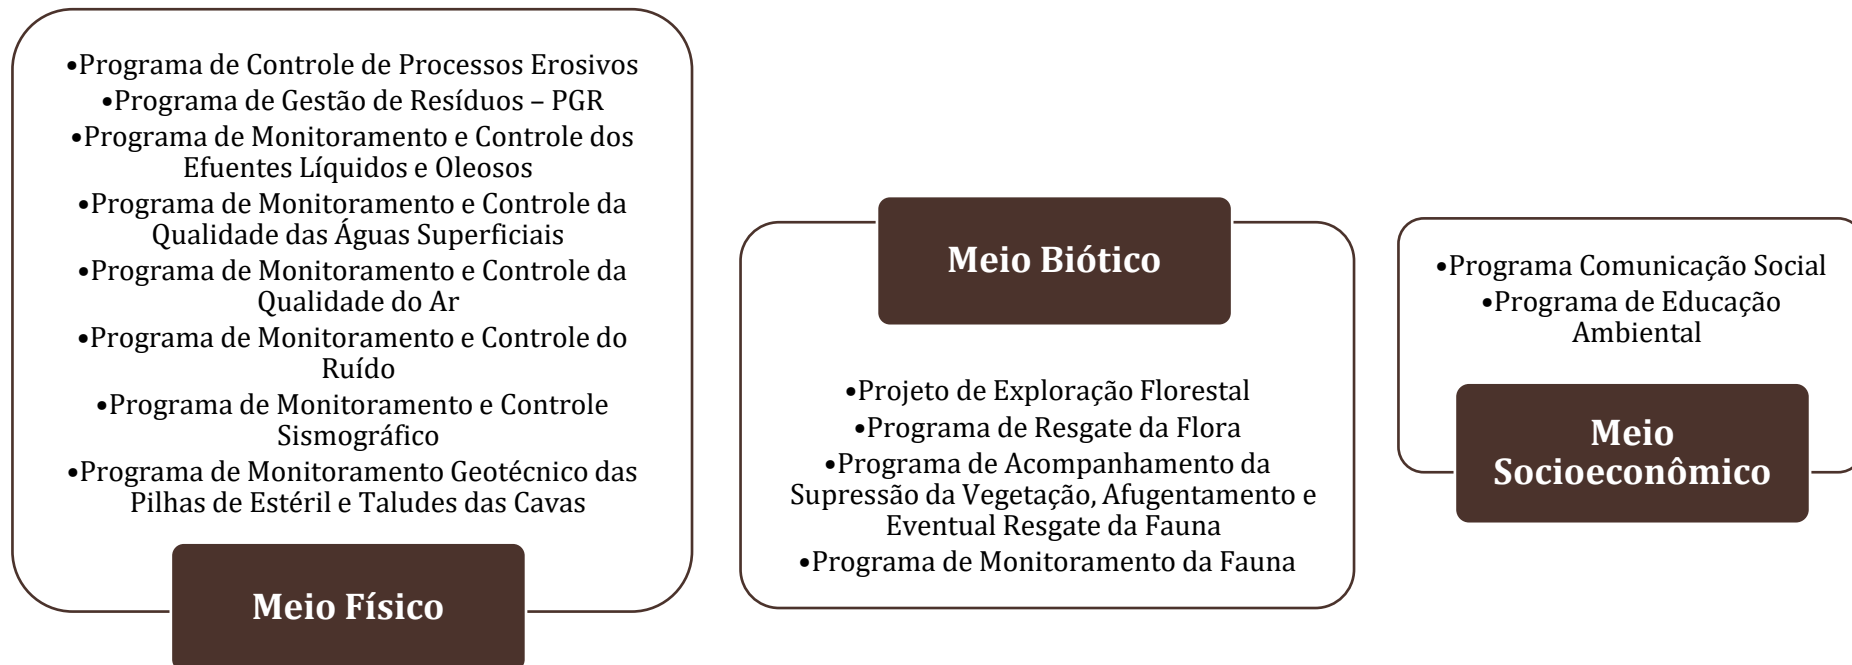 •Programa de Controle de Processos Erosivos
•Programa de Gestão de Resíduos – PGR
•Programa de Monitoramento e Controle dos
Efuentes Líquidos e Oleosos
•Programa de Monitoramento e Controle da
Qualidade das Águas Superficiais
•Programa de Monitoramento e Controle da
Qualidade do Ar
•Programa de Monitoramento e Controle do
Ruído
•Programa de Monitoramento e Controle
Sismográfico
•Programa de Monitoramento Geotécnico das
Pilhas de Estéril e Taludes das Cavas
Meio Físico
Meio Biótico
•Projeto de Exploração Florestal
•Programa de Resgate da Flora
•Programa de Acompanhamento da
Supressão da Vegetação, Afugentamento e
Eventual Resgate da Fauna
•Programa de Monitoramento da Fauna
•Programa Comunicação Social
•Programa de Educação
Ambiental
Meio
Socioeconômico